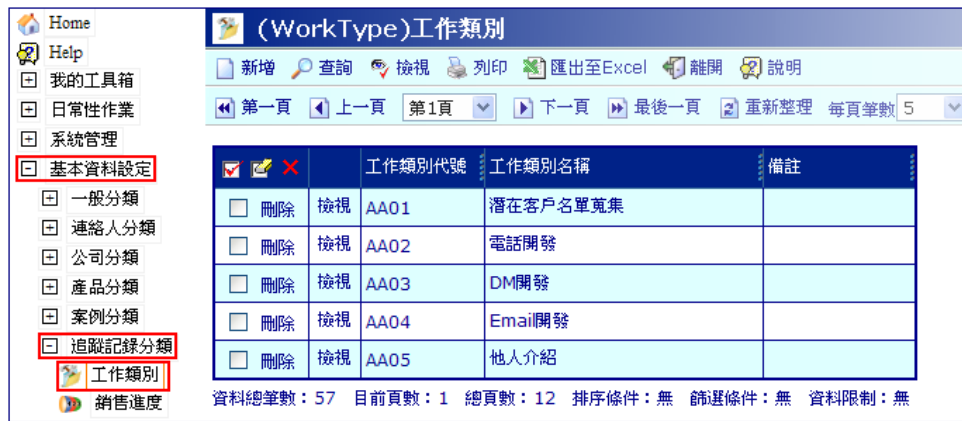 Home
Help
我的工具箱
日常性作業
系統管理
基本資料設定
一般分類
連絡人分類
公司分類
產品分類
案例分類
追蹤記錄分類
工作類別
銷售進度
(WorkType)工作類別
新增 查詢 檢視 列印 匯出至Excel 離開 說明
第一頁 上一頁 第1頁 下一頁 最後一頁 重新整理 每頁筆數 5
工作類別代號 工作類別名稱 備註
刪除 檢視 AA01 潛在客戶名單蒐集
刪除 檢視 AA02 電話開發
刪除 檢視 AA03 DM開發
刪除 檢視 AA04 Email開發
刪除 檢視 AA05 他人介紹
資料總筆數：57 目前頁數：1 總頁數：12 排序條件：無 篩選條件：無 資料限制：無